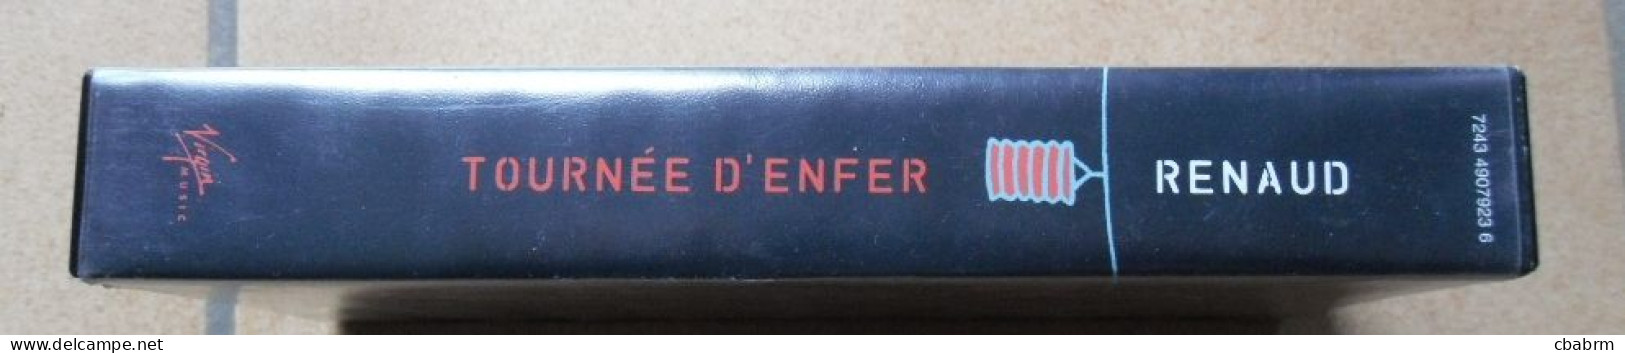 Virgin
MUSIC
TOURNÉE D'ENFER
RENAUD
7243 4907923 6
www.delcampe.net
cbabrm